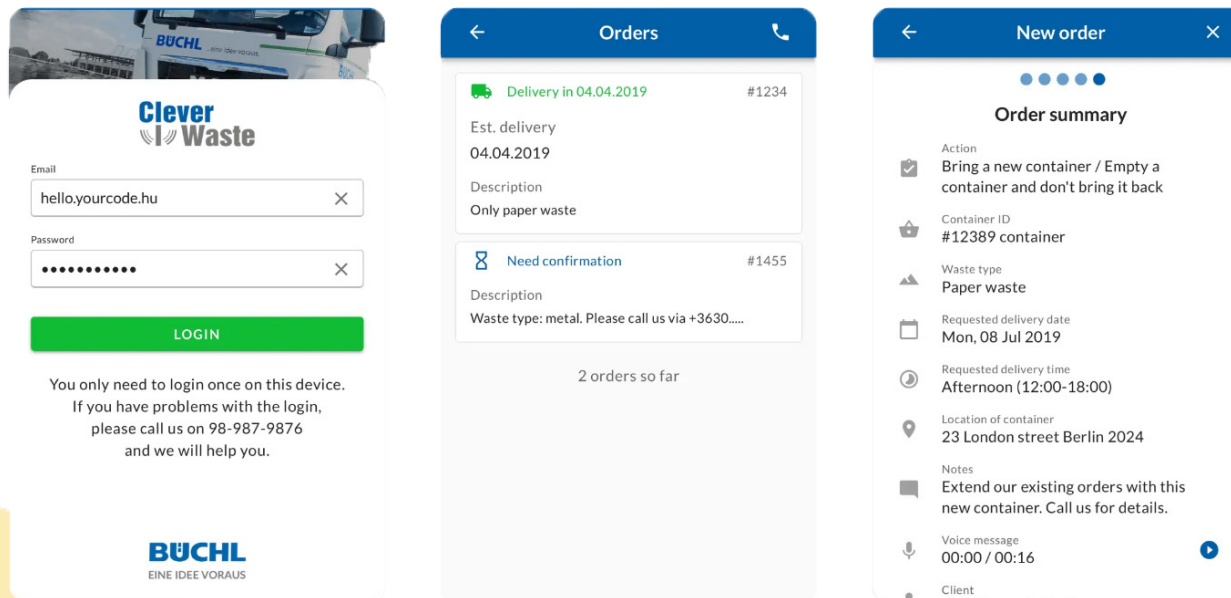 BÜCHL eine idee voraus.
Clever
Waste
Email
hello.yourcode.hu
Password
LOGIN
You only need to login once on this device.
If you have problems with the login,
please call us on 98-987-9876
and we will help you.
BÜCHL
EINE IDEE VORAUS
Orders
Delivery in 04.04.2019 #1234
Est. delivery
04.04.2019
Description
Only paper waste
Need confirmation #1455
Description
Waste type: metal. Please call us via +3630.....
2 orders so far
New order
Order summary
Action
Bring a new container / Empty a
container and don't bring it back
Container ID
#12389 container
Waste type
Paper waste
Requested delivery date
Mon, 08 Jul 2019
Requested delivery time
Afternoon (12:00-18:00)
Location of container
23 London street Berlin 2024
Notes
Extend our existing orders with this
new container. Call us for details.
Voice message
00:00 / 00:16
Client